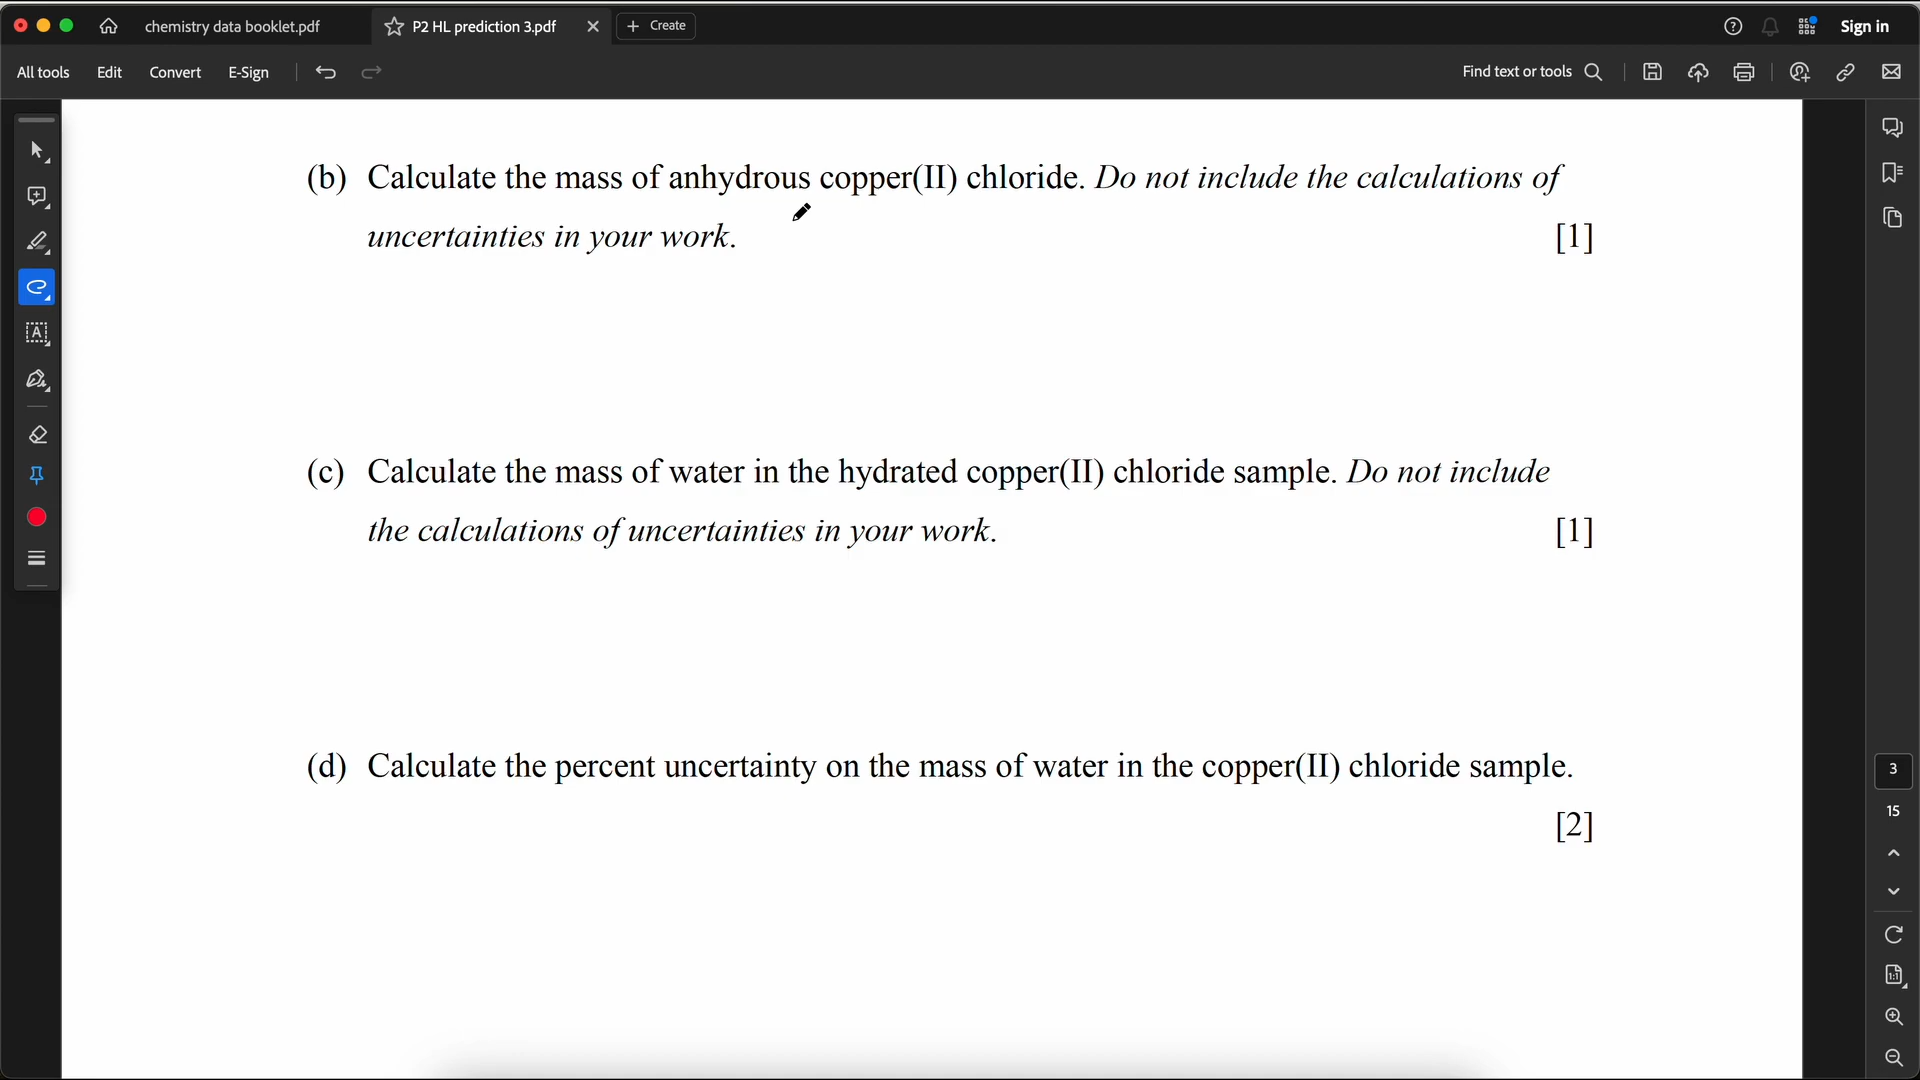 chemistry data booklet.pdf
P2 HL prediction 3.pdf
Create
Sign in
All tools
Edit
Convert
E-Sign
Find text or tools
(b) Calculate the mass of anhydrous copper(II) chloride. Do not include the calculations of
uncertainties in your work. [1]
(c) Calculate the mass of water in the hydrated copper(II) chloride sample. Do not include
the calculations of uncertainties in your work. [1]
(d) Calculate the percent uncertainty on the mass of water in the copper(II) chloride sample.
[2]
3
15